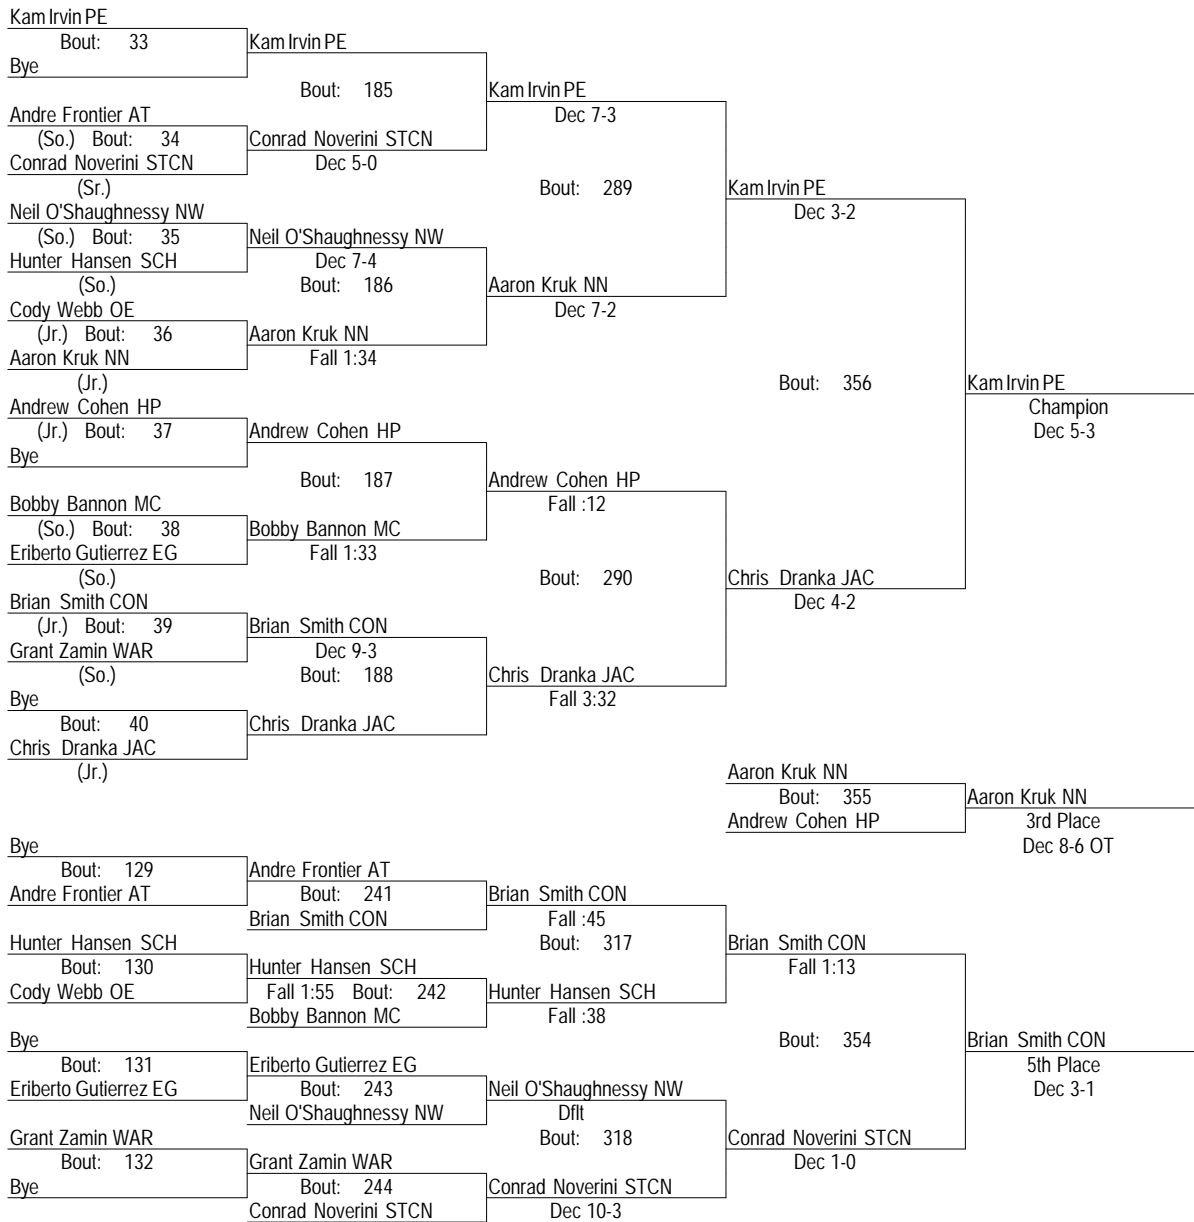 Kam Irvin PE
Bout: 33
Kam Irvin PE
Bye
Bout: 185
Kam Irvin PE
Andre Frontier AT
Dec 7-3
(So.) Bout: 34
Conrad Noverini STCN
Conrad Noverini STCN
Dec 5-0
(Sr.)
Bout: 289
Kam Irvin PE
Neil O'Shaughnessy NW
Dec 3-2
(So.) Bout: 35
Neil O'Shaughnessy NW
Hunter Hansen SCH
Dec 7-4
(So.)
Bout: 186
Aaron Kruk NN
Cody Webb OE
Dec 7-2
(Jr.) Bout: 36
Aaron Kruk NN
Aaron Kruk NN
Fall 1:34
(Jr.)
Bout: 356
Kam Irvin PE
Andrew Cohen HP
Champion
(Jr.) Bout: 37
Andrew Cohen HP
Dec 5-3
Bye
Bout: 187
Andrew Cohen HP
Bobby Bannon MC
Fall :12
(So.) Bout: 38
Bobby Bannon MC
Eriberto Gutierrez EG
Fall 1:33
(So.)
Bout: 290
Chris Dranka JAC
Brian Smith CON
Dec 4-2
(Jr.) Bout: 39
Brian Smith CON
Grant Zamin WAR
Dec 9-3
(So.)
Bout: 188
Chris Dranka JAC
Bye
Fall 3:32
Bout: 40
Chris Dranka JAC
Chris Dranka JAC
(Jr.)
Aaron Kruk NN
Bout: 355
Aaron Kruk NN
Andrew Cohen HP
3rd Place
Dec 8-6 OT
Bye
Bout: 129
Andre Frontier AT
Andre Frontier AT
Bout: 241
Brian Smith CON
Brian Smith CON
Fall :45
Hunter Hansen SCH
Bout: 317
Brian Smith CON
Bout: 130
Hunter Hansen SCH
Fall 1:13
Cody Webb OE
Fall 1:55 Bout: 242
Hunter Hansen SCH
Bobby Bannon MC
Fall :38
Bye
Bout: 354
Brian Smith CON
Bout: 131
Eriberto Gutierrez EG
5th Place
Eriberto Gutierrez EG
Bout: 243
Neil O'Shaughnessy NW
Dec 3-1
Neil O'Shaughnessy NW
Dflt
Grant Zamin WAR
Bout: 318
Conrad Noverini STCN
Bout: 132
Grant Zamin WAR
Dec 1-0
Bye
Bout: 244
Conrad Noverini STCN
Conrad Noverini STCN
Dec 10-3